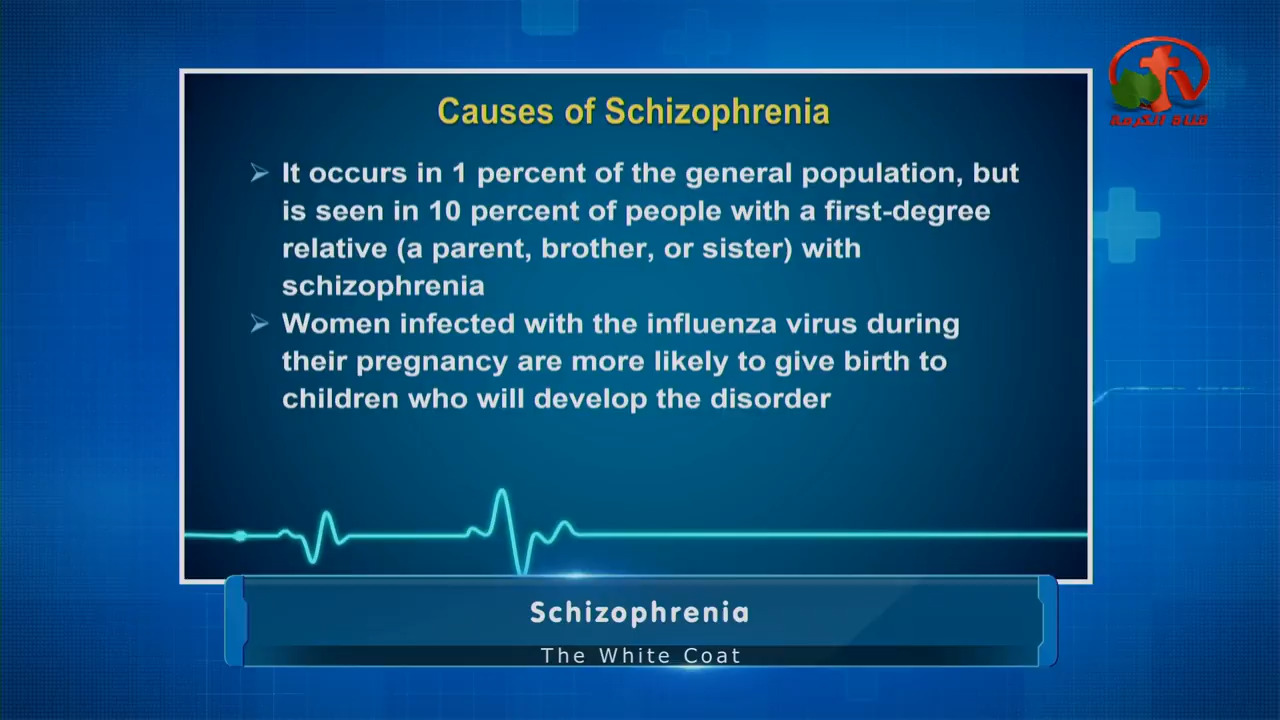 قناة الكرمة
Causes of Schizophrenia
It occurs in 1 percent of the general population, but
is seen in 10 percent of people with a first-degree
relative (a parent, brother, or sister) with
schizophrenia
Women infected with the influenza virus during
their pregnancy are more likely to give birth to
children who will develop the disorder
Schizophrenia
The White Coat